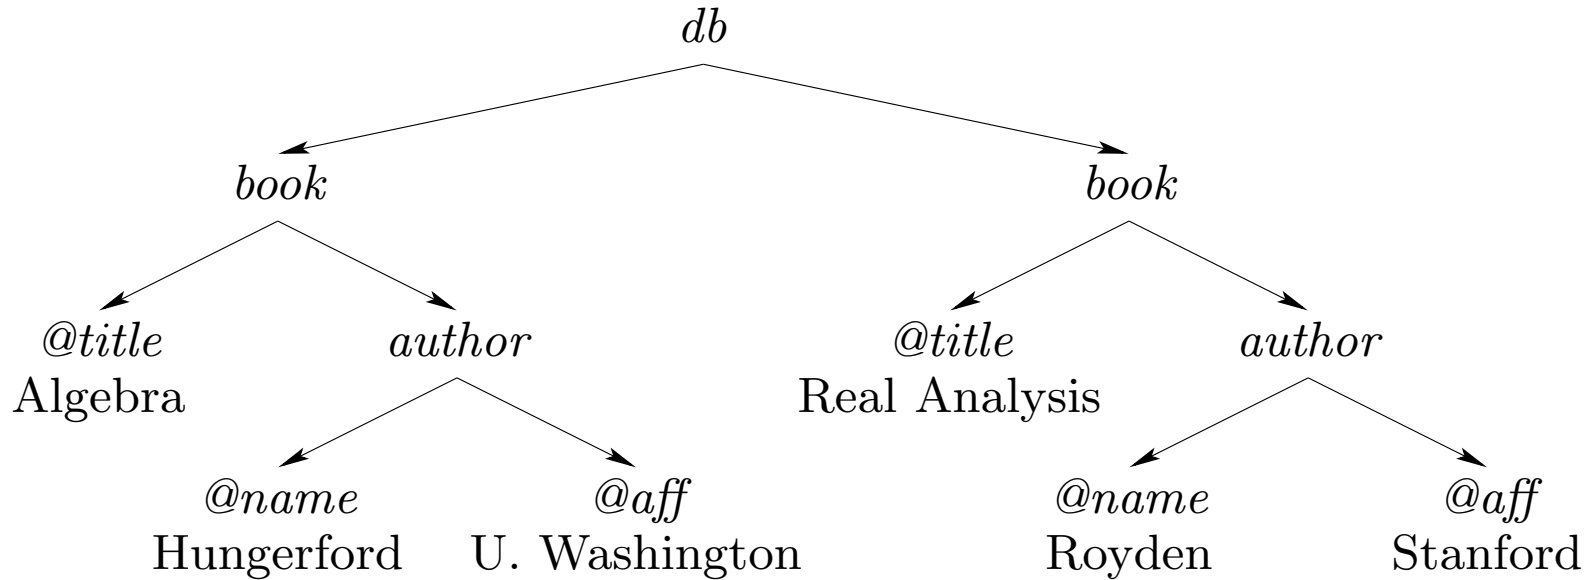 db
book book
@title author @title author
Algebra Real Analysis
@name @aff @name @aff
Hungerford U. Washington Royden Stanford